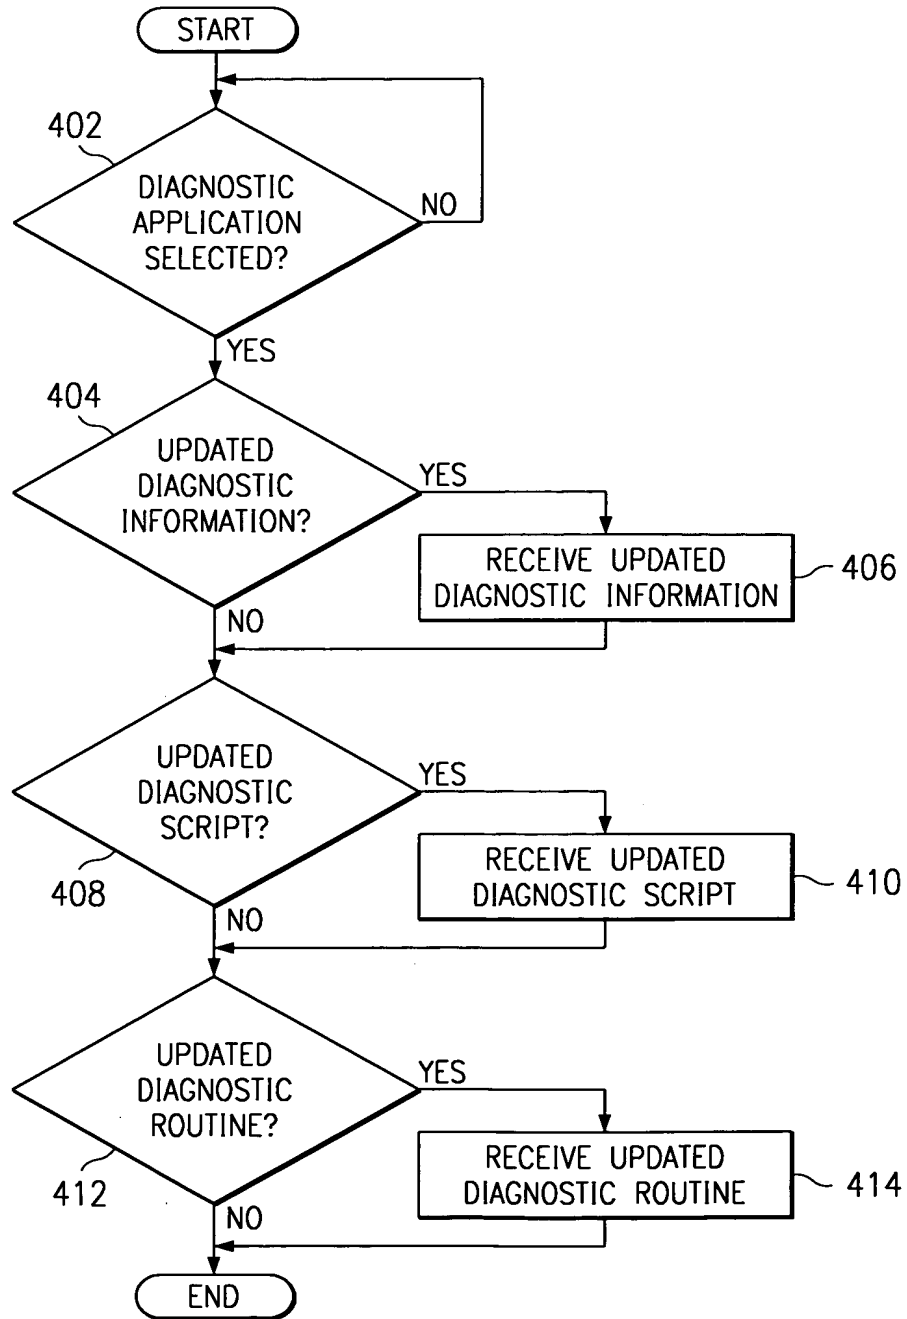 START
402
DIAGNOSTIC
APPLICATION
SELECTED?
NO
YES
404
UPDATED
DIAGNOSTIC
INFORMATION?
YES
RECEIVE UPDATED
DIAGNOSTIC INFORMATION
406
NO
UPDATED
DIAGNOSTIC
SCRIPT?
YES
408
RECEIVE UPDATED
DIAGNOSTIC SCRIPT
410
NO
UPDATED
DIAGNOSTIC
ROUTINE?
YES
412
RECEIVE UPDATED
DIAGNOSTIC ROUTINE
414
NO
END